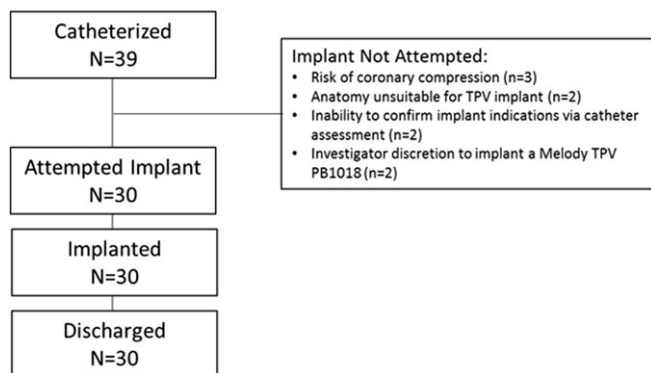 Catheterized
N=39
Implant Not Attempted:
• Risk of coronary compression (n=3)
• Anatomy unsuitable for TPV implant (n=2)
• Inability to confirm implant indications via catheter
assessment (n=2)
• Investigator discretion to implant a Melody TPV
PB1018 (n=2)
Attempted Implant
N=30
Implanted
N=30
Discharged
N=30